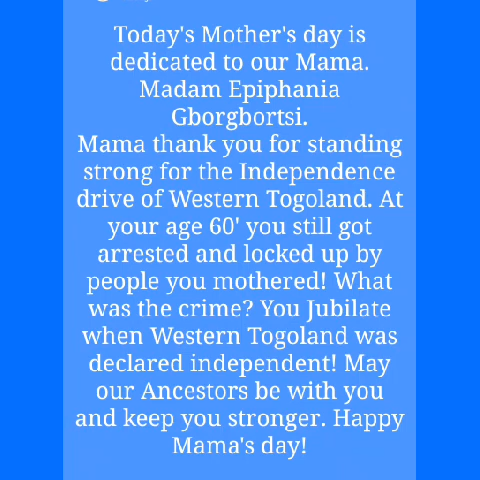 Today's Mother's day is
dedicated to our Mama.
Madam Epiphania
Gborgbortsi.
Mama thank you for standing
strong for the Independence
drive of Western Togoland. At
your age 60' you still got
arrested and locked up by
people you mothered! What
was the crime? You Jubilate
when Western Togoland was
declared independent! May
our Ancestors be with you
and keep you stronger. Happy
Mama's day!